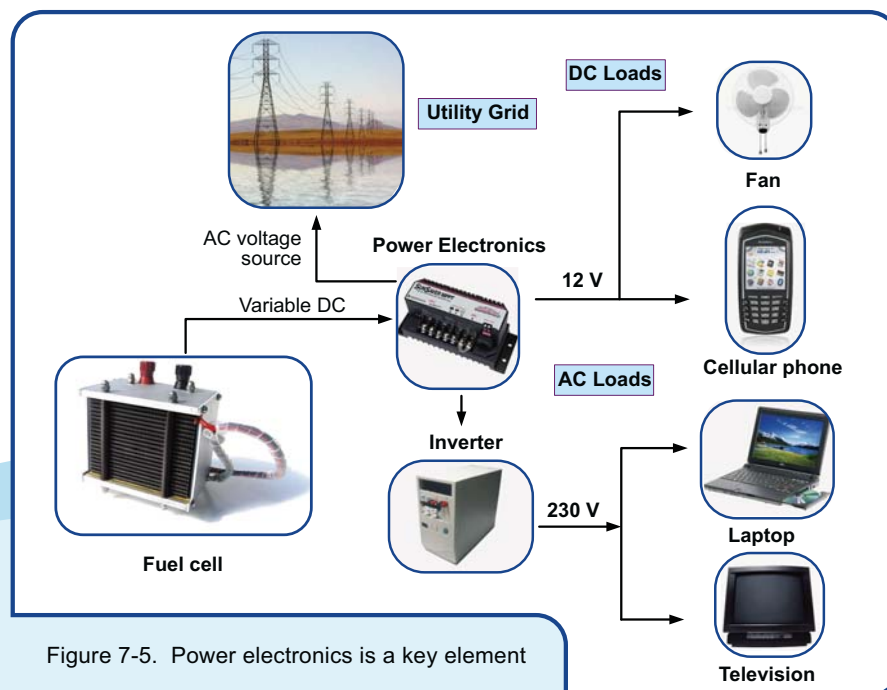 DC Loads
Utility Grid
Fan
AC voltage
source
Power Electronics
Variable DC
12 V
Cellular phone
AC Loads
Inverter
230 V
Laptop
Fuel cell
Television
Figure 7-5. Power electronics is a key element